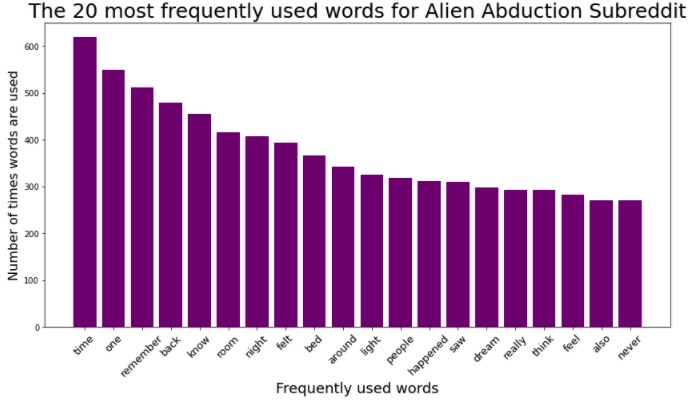 The 20 most frequently used words for Alien Abduction Subreddit
Number of times words are used
600
500
400
300
200
100
0
time
one
remember
back
know
room
night
felt
bed
around
light
people
happened
saw
dream
really
think
feel
also
never
Frequently used words